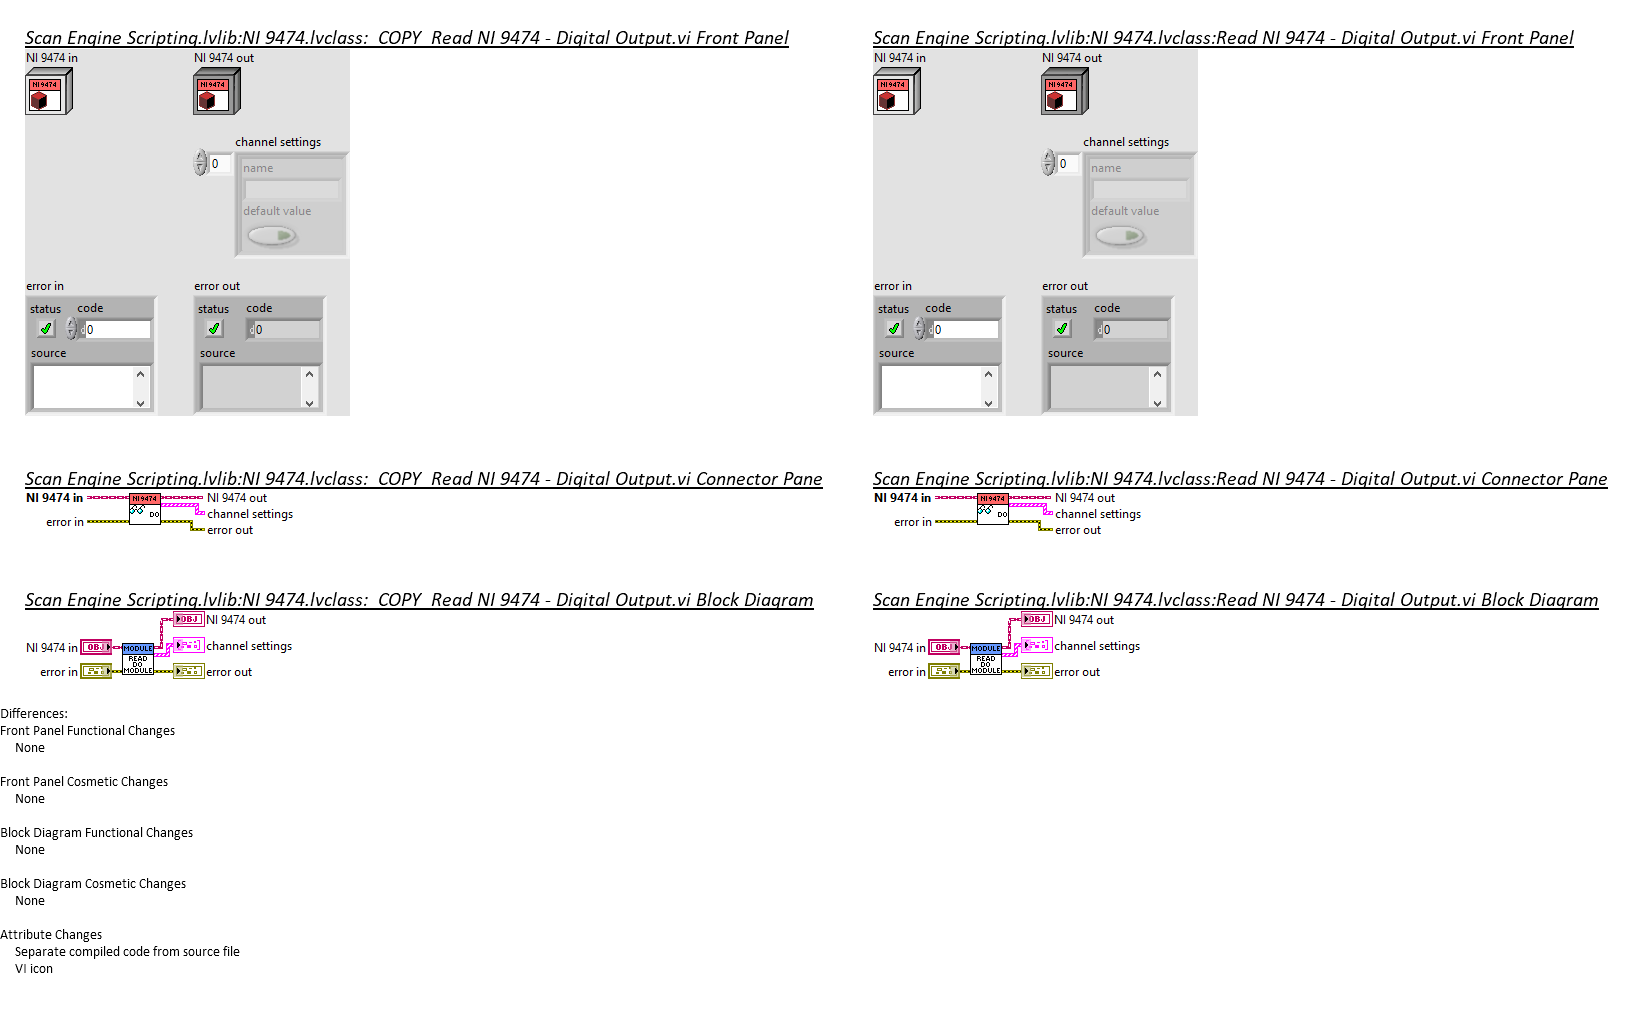 Scan Engine Scripting.lvlib:NI 9474.lvclass:  COPY  Read NI 9474 - Digital Output.vi Front Panel
NI 9474 in
NI 9474 out
NI 9474
NI 9474
channel settings
0
name
default value
error in
error out
status
code
status
code
0
0
source
source
Scan Engine Scripting.lvlib:NI 9474.lvclass:Read NI 9474 - Digital Output.vi Front Panel
NI 9474 in
NI 9474 out
NI 9474
NI 9474
channel settings
0
name
default value
error in
error out
status
code
status
code
0
0
source
source
Scan Engine Scripting.lvlib:NI 9474.lvclass:  COPY  Read NI 9474 - Digital Output.vi Connector Pane
NI 9474 in
NI 9474
NI 9474 out
DO
channel settings
error in
error out
Scan Engine Scripting.lvlib:NI 9474.lvclass:Read NI 9474 - Digital Output.vi Connector Pane
NI 9474 in
NI 9474
NI 9474 out
DO
channel settings
error in
error out
Scan Engine Scripting.lvlib:NI 9474.lvclass:  COPY  Read NI 9474 - Digital Output.vi Block Diagram
OBJ
NI 9474 out
NI 9474 in
OBJ
MODULE
channel settings
READ
DO
MODULE
error in
error out
Scan Engine Scripting.lvlib:NI 9474.lvclass:Read NI 9474 - Digital Output.vi Block Diagram
OBJ
NI 9474 out
NI 9474 in
OBJ
MODULE
channel settings
READ
DO
MODULE
error in
error out
Differences:
Front Panel Functional Changes
None
Front Panel Cosmetic Changes
None
Block Diagram Functional Changes
None
Block Diagram Cosmetic Changes
None
Attribute Changes
Separate compiled code from source file
VI icon